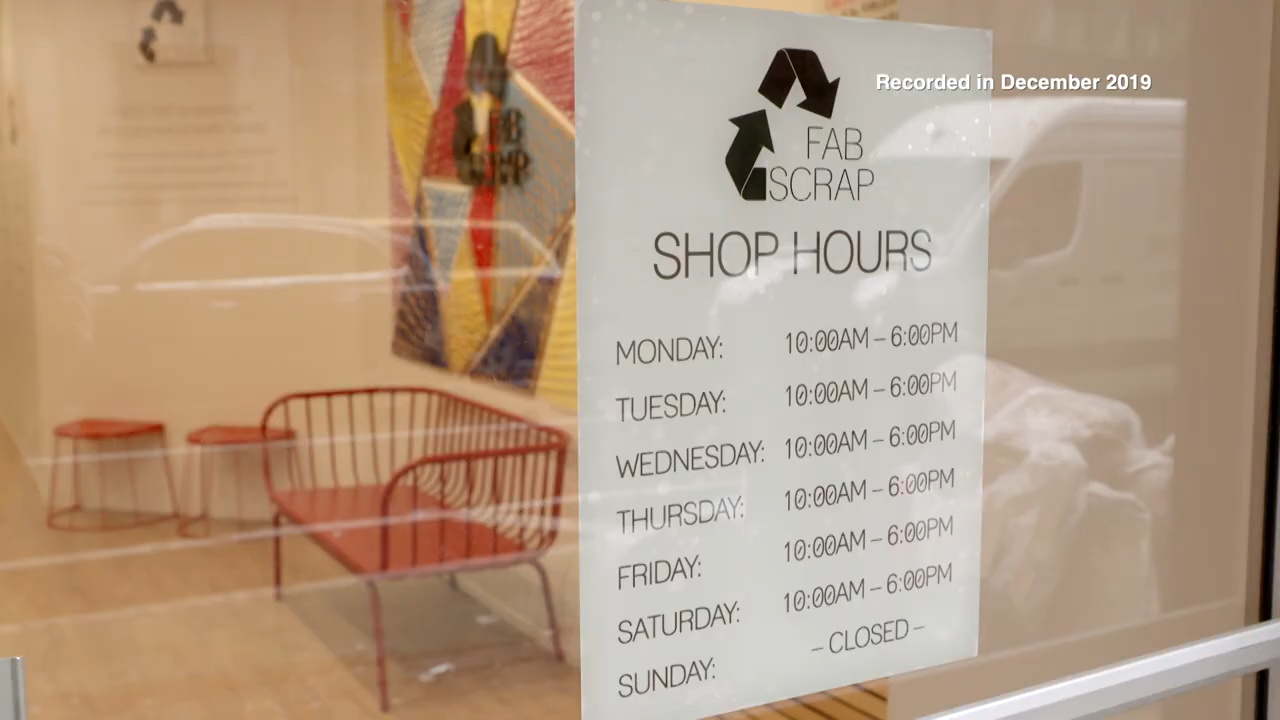 Recorded in December 2019
FAB
SCRAP
SHOP HOURS
MONDAY: 10:00AM – 6:00PM
TUESDAY: 10:00AM – 6:00PM
WEDNESDAY: 10:00AM – 6:00PM
THURSDAY: 10:00AM – 6:00PM
FRIDAY: 10:00AM – 6:00PM
SATURDAY: 10:00AM – 6:00PM
SUNDAY: – CLOSED –